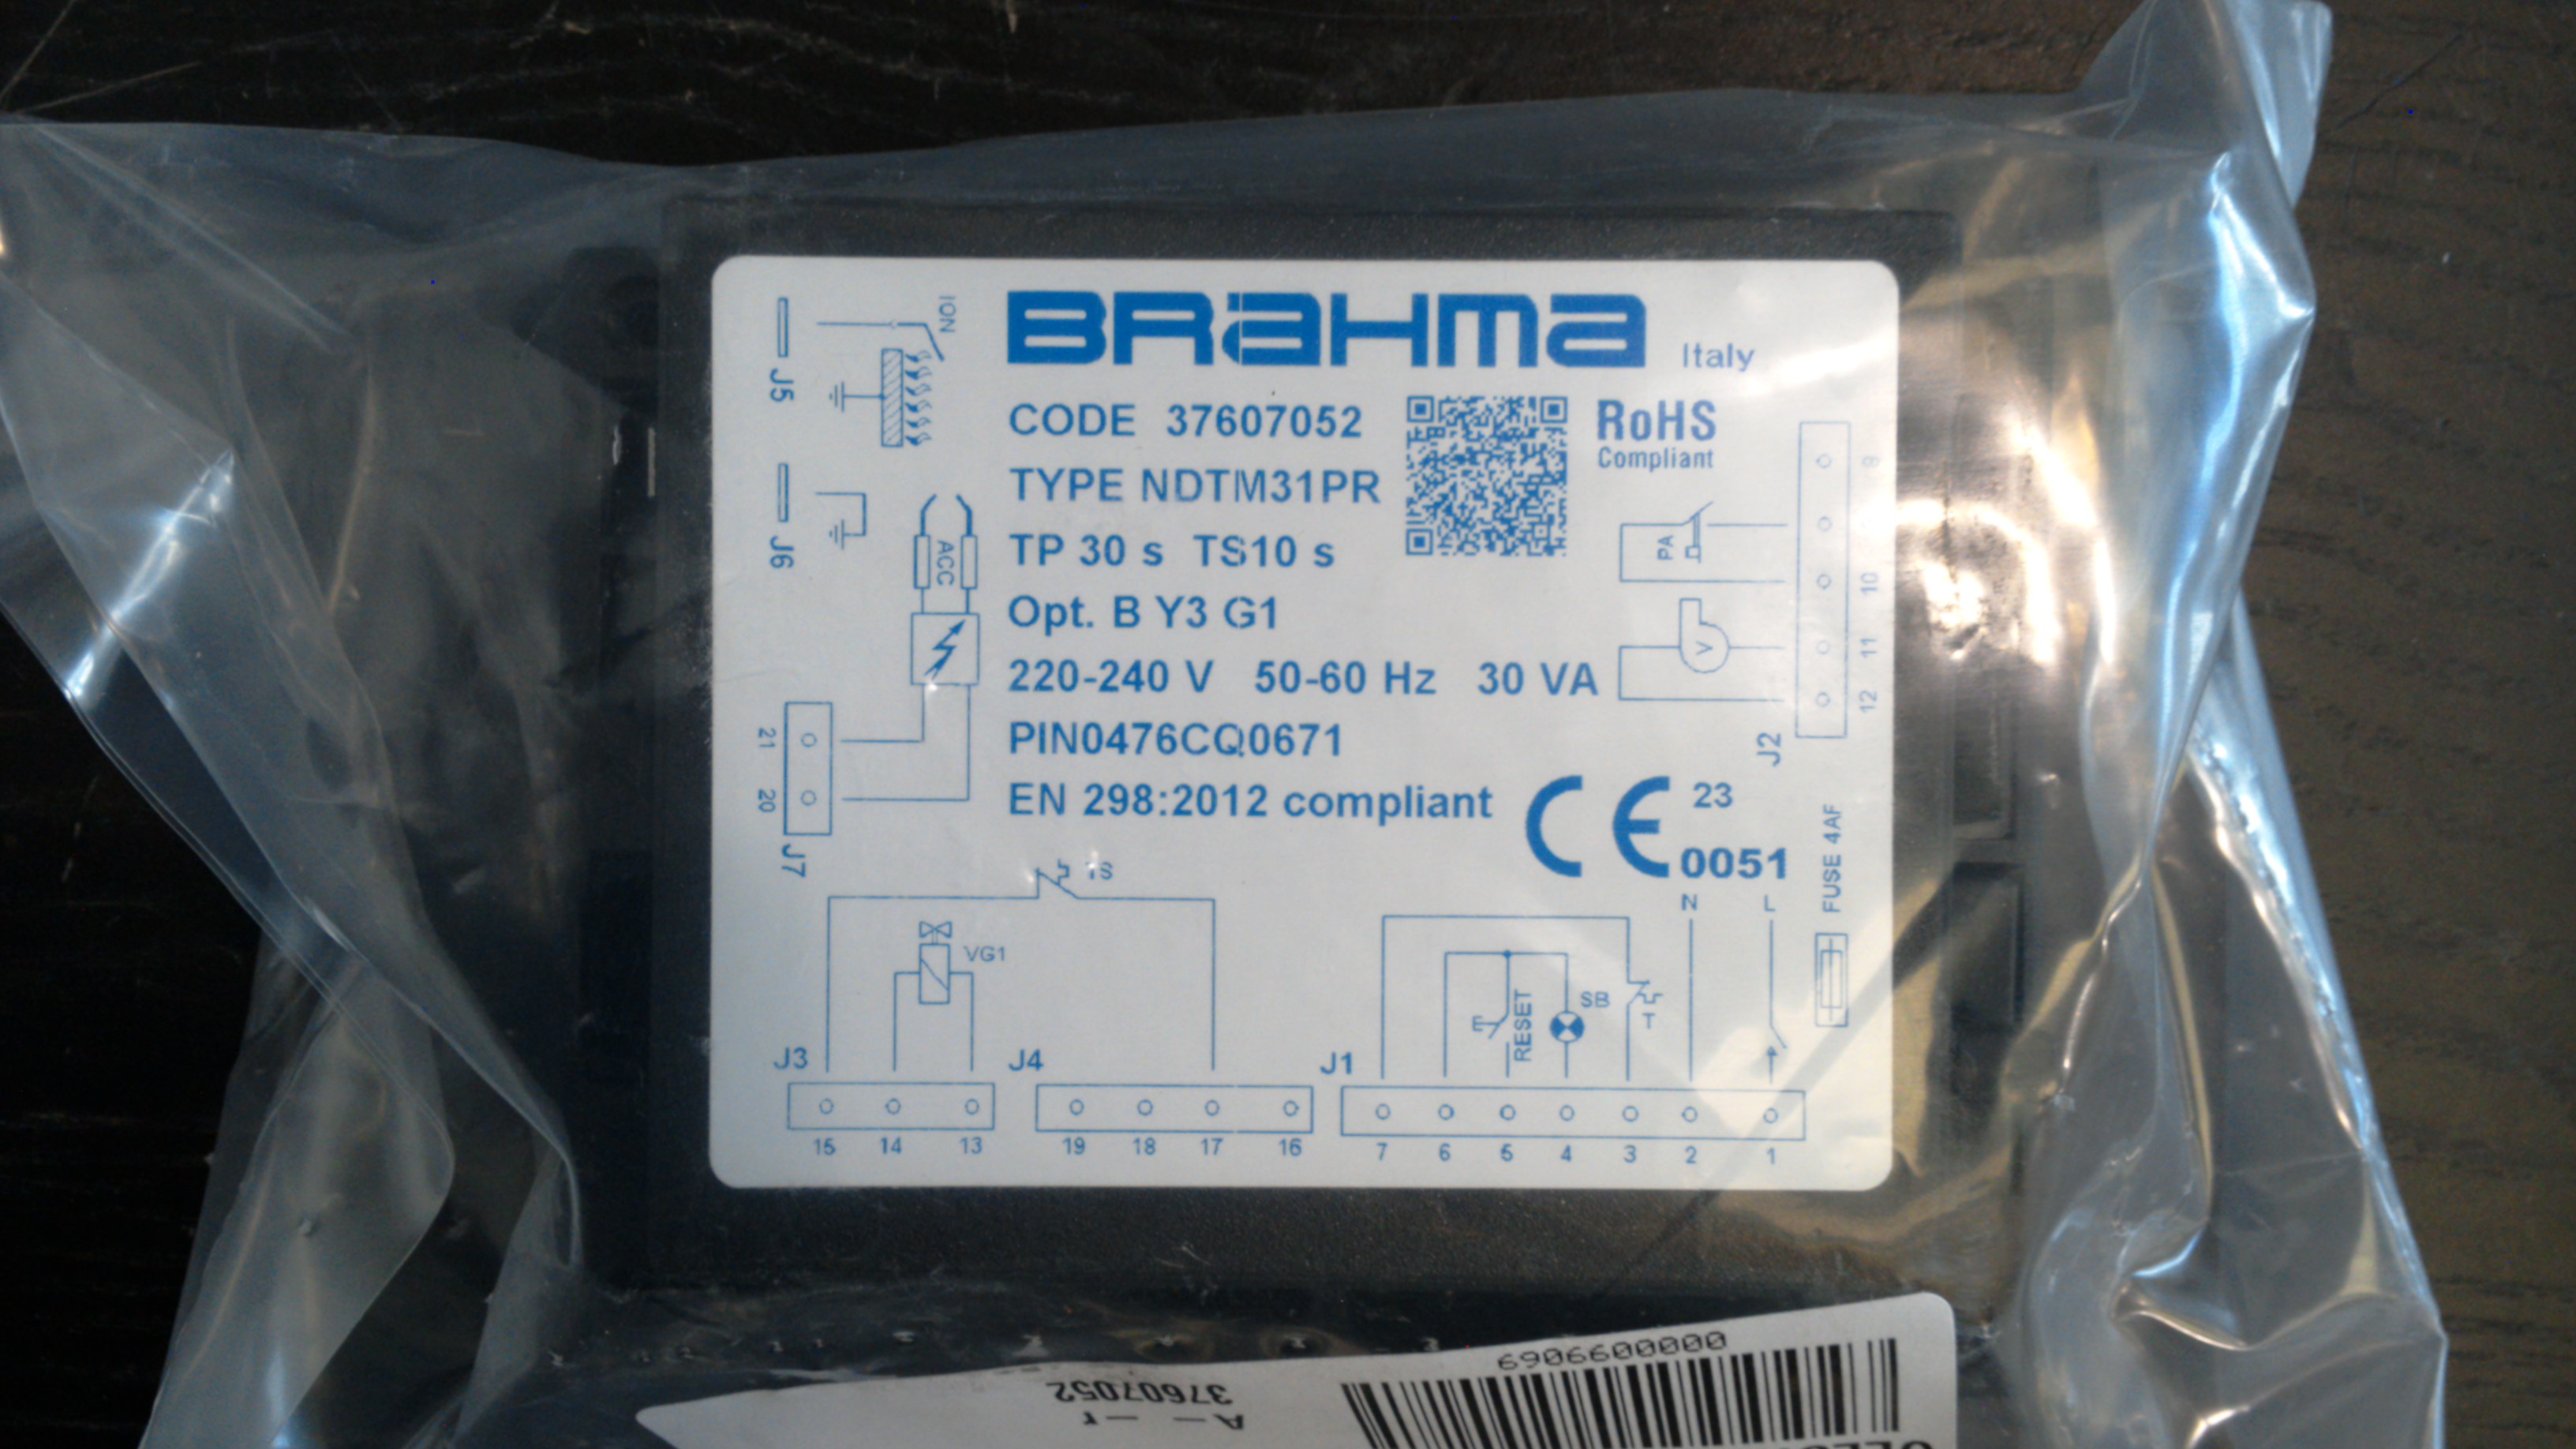 BRAHMA Italy
CODE 37607052
RoHS
Compliant
TYPE NDTM31PR
TP 30 s TS10 s
Opt. B Y3 G1
220-240 V 50-60 Hz 30 VA
PIN0476CQ0671
EN 298:2012 compliant
CE 23
0051
ION
J5
J6
ACC
21
20
J7
PA
V
9
10
11
12
J2
FUSE 4AF
TS
VG1
J3
15 14 13
J4
19 18 17 16
N L
RESET
SB
T
J1
7 6 5 4 3 2 1
00000990069
37607052